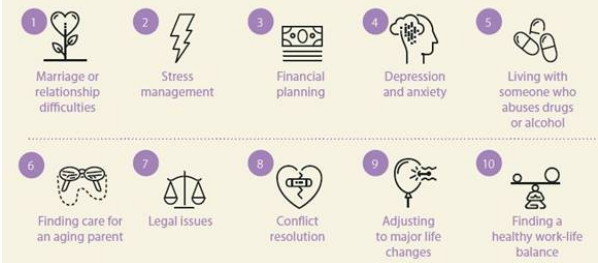 1
Marriage or
relationship
difficulties
2
Stress
management
3
Financial
planning
4
Depression
and anxiety
5
Living with
someone who
abuses drugs
or alcohol
6
Finding care for
an aging parent
7
Legal issues
8
Conflict
resolution
9
Adjusting
to major life
changes
10
Finding a
healthy work-life
balance